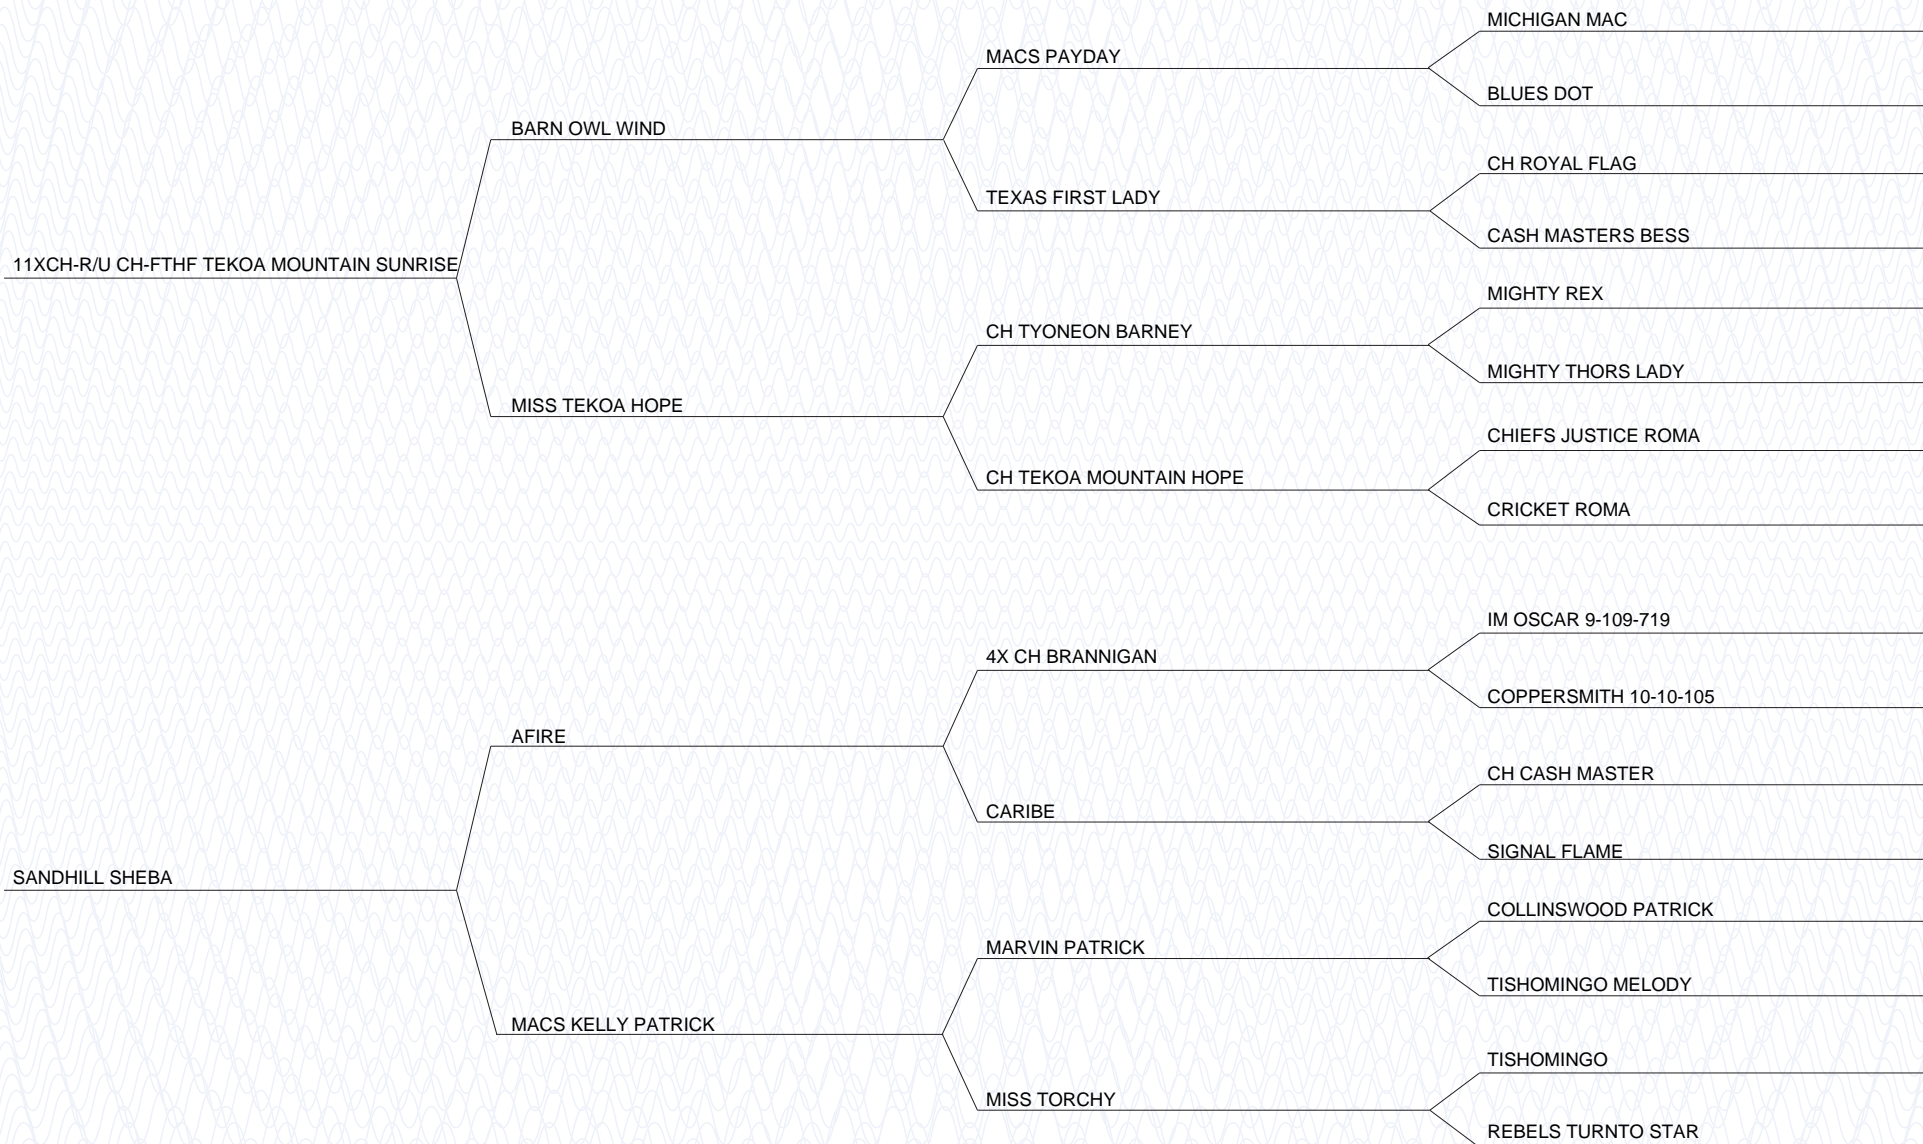 MICHIGAN MAC
MACS PAYDAY
BLUES DOT
BARN OWL WIND
CH ROYAL FLAG
TEXAS FIRST LADY
CASH MASTERS BESS
11XCH-R/U CH-FTHF TEKOA MOUNTAIN SUNRISE
MIGHTY REX
CH TYONEON BARNEY
MIGHTY THORS LADY
MISS TEKOA HOPE
CHIEFS JUSTICE ROMA
CH TEKOA MOUNTAIN HOPE
CRICKET ROMA
IM OSCAR 9-109-719
4X CH BRANNIGAN
COPPERSMITH 10-10-105
AFIRE
CH CASH MASTER
CARIBE
SIGNAL FLAME
SANDHILL SHEBA
COLLINSWOOD PATRICK
MARVIN PATRICK
TISHOMINGO MELODY
MACS KELLY PATRICK
TISHOMINGO
MISS TORCHY
REBELS TURNTO STAR